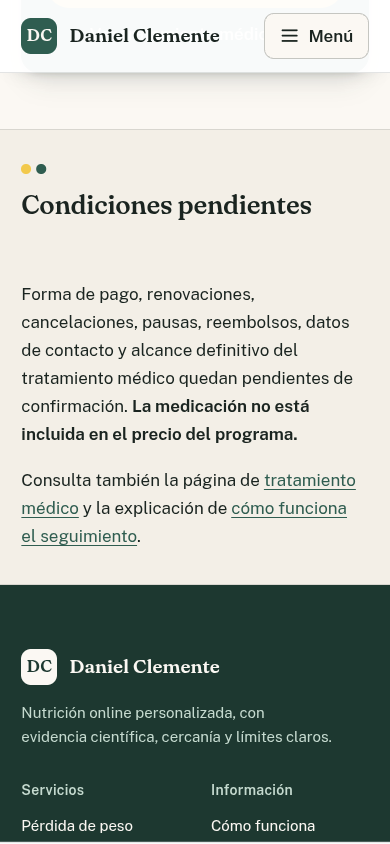 DC Daniel Clemente Menú
Condiciones pendientes
Forma de pago, renovaciones,
cancelaciones, pausas, reembolsos, datos
de contacto y alcance definitivo del
tratamiento médico quedan pendientes de
confirmación. La medicación no está
incluida en el precio del programa.
Consulta también la página de tratamiento
médico y la explicación de cómo funciona
el seguimiento.
DC Daniel Clemente
Nutrición online personalizada, con
evidencia científica, cercanía y límites claros.
Servicios Información
Pérdida de peso Cómo funciona